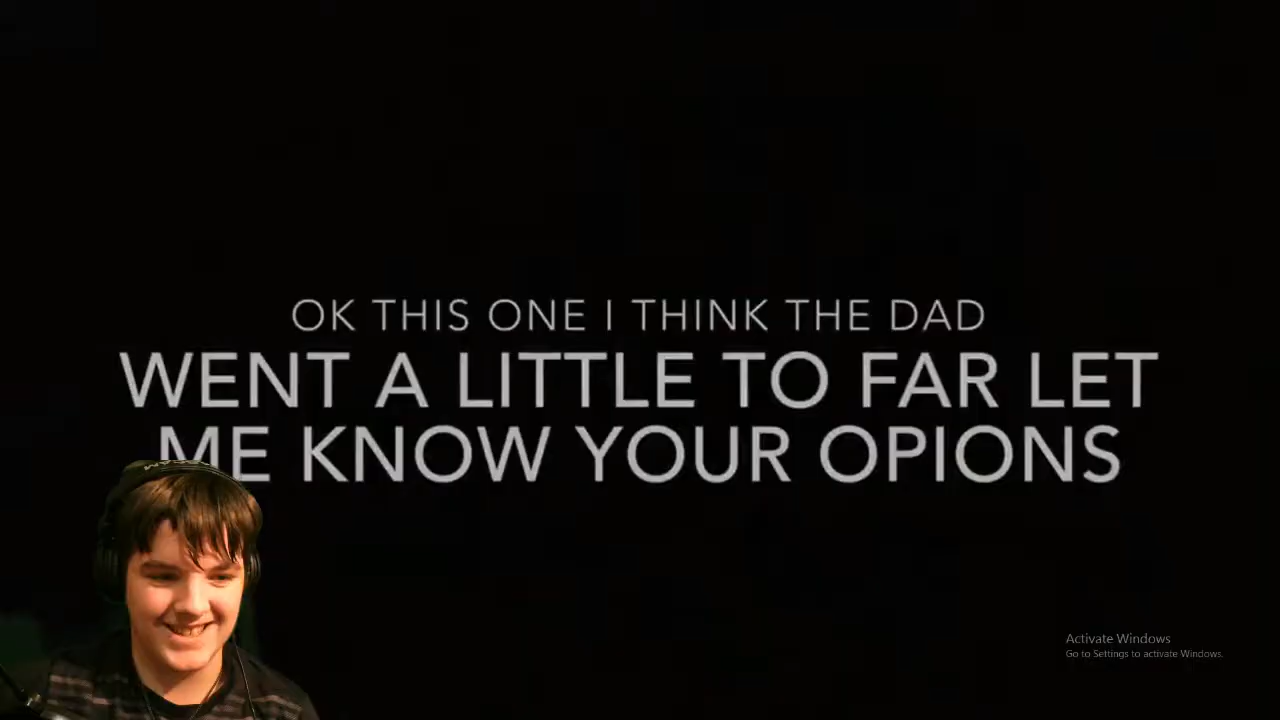 OK THIS ONE I THINK THE DAD
WENT A LITTLE TO FAR LET
ME KNOW YOUR OPIONS
Activate Windows
Go to Settings to activate Windows.